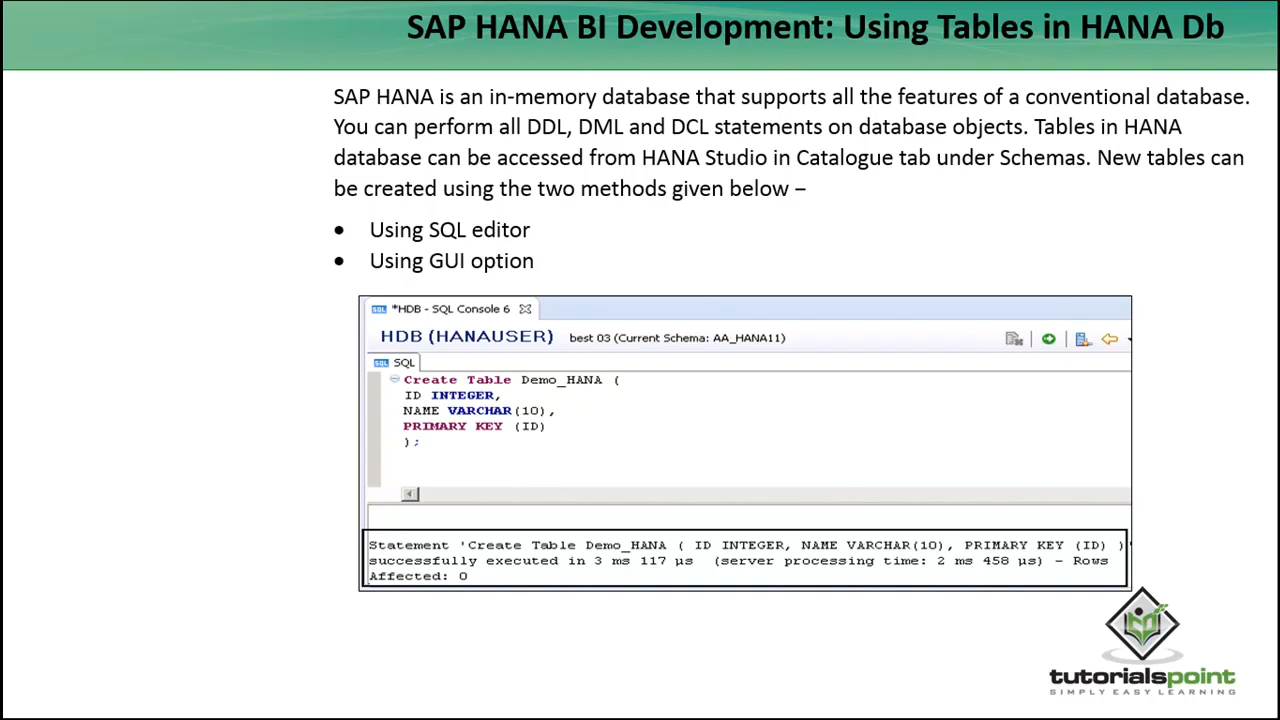 SAP HANA BI Development: Using Tables in HANA Db
SAP HANA is an in-memory database that supports all the features of a conventional database.
You can perform all DDL, DML and DCL statements on database objects. Tables in HANA
database can be accessed from HANA Studio in Catalogue tab under Schemas. New tables can
be created using the two methods given below –
• Using SQL editor
• Using GUI option
SQL *HDB - SQL Console 6
HDB (HANAUSER) best 03 (Current Schema: AA_HANA11)
SQL SQL
Create Table Demo_HANA (
ID INTEGER,
NAME VARCHAR(10),
PRIMARY KEY (ID)
);
Statement 'Create Table Demo_HANA ( ID INTEGER, NAME VARCHAR(10), PRIMARY KEY (ID) )'
successfully executed in 3 ms 117 µs (server processing time: 2 ms 458 µs) - Rows
Affected: 0
tutorialspoint
SIMPLY EASY LEARNING